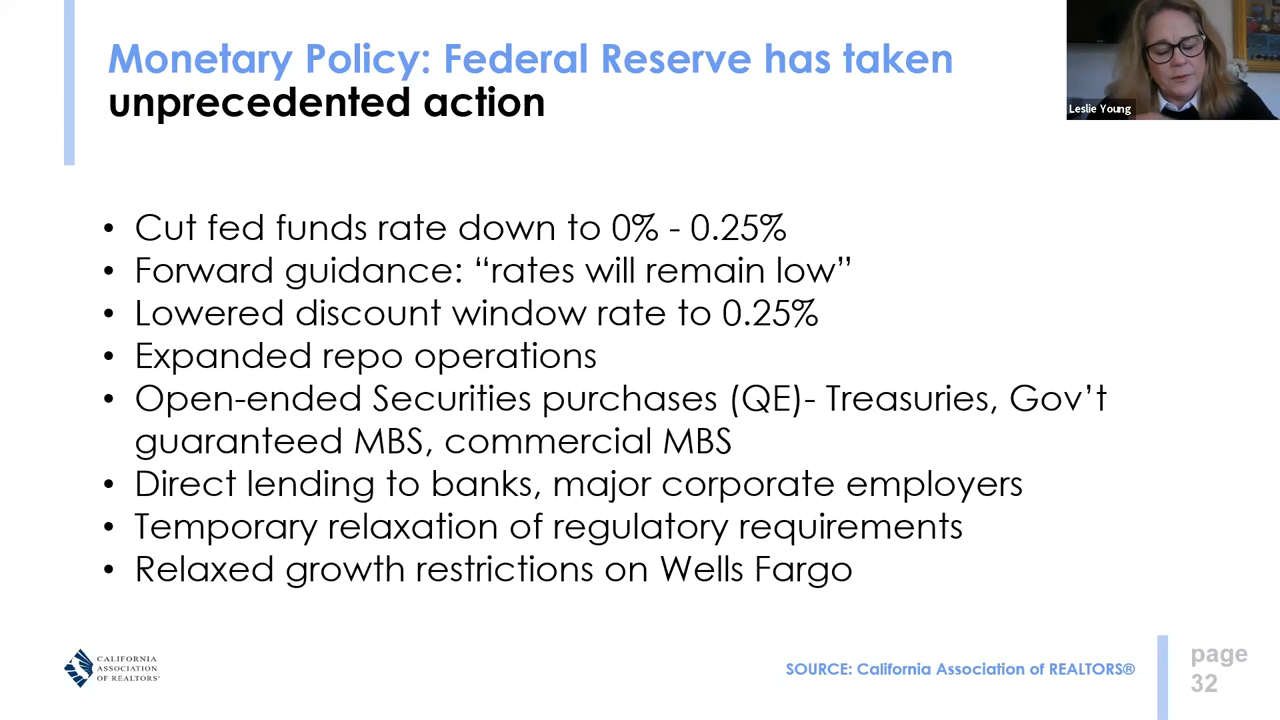 Monetary Policy: Federal Reserve has taken
unprecedented action
Leslie Young
• Cut fed funds rate down to 0% - 0.25%
• Forward guidance: “rates will remain low”
• Lowered discount window rate to 0.25%
• Expanded repo operations
• Open-ended Securities purchases (QE)- Treasuries, Gov’t
guaranteed MBS, commercial MBS
• Direct lending to banks, major corporate employers
• Temporary relaxation of regulatory requirements
• Relaxed growth restrictions on Wells Fargo
CALIFORNIA
ASSOCIATION
OF REALTORS®
SOURCE: California Association of REALTORS®
page
32